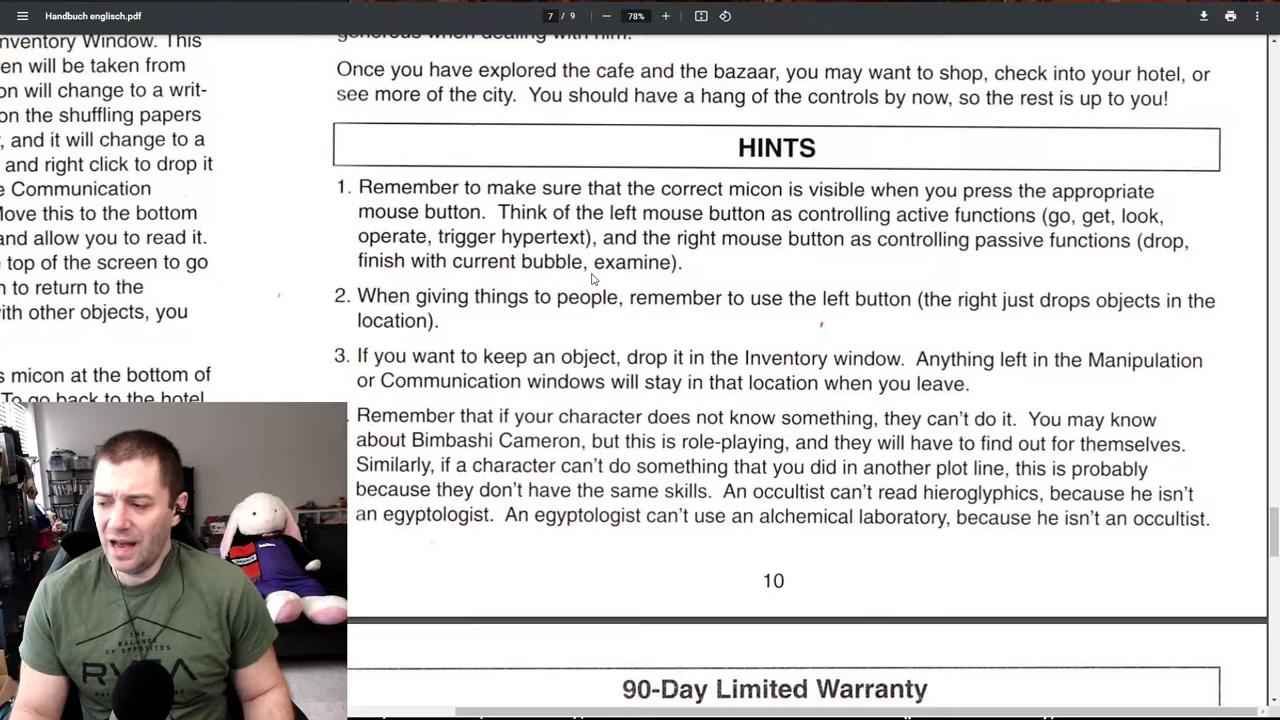 Handbuch englisch.pdf
7 / 9
78%
nventory Window. This
en will be taken from
on will change to a writ-
on the shuffling papers
, and it will change to a
and right click to drop it
e Communication
Move this to the bottom
and allow you to read it.
top of the screen to go
n to return to the
vith other objects, you
s micon at the bottom of
To go back to the hotel
generous when dealing with him.
Once you have explored the cafe and the bazaar, you may want to shop, check into your hotel, or
see more of the city. You should have a hang of the controls by now, so the rest is up to you!
HINTS
1. Remember to make sure that the correct micon is visible when you press the appropriate
mouse button. Think of the left mouse button as controlling active functions (go, get, look,
operate, trigger hypertext), and the right mouse button as controlling passive functions (drop,
finish with current bubble, examine).
2. When giving things to people, remember to use the left button (the right just drops objects in the
location).
3. If you want to keep an object, drop it in the Inventory window. Anything left in the Manipulation
or Communication windows will stay in that location when you leave.
Remember that if your character does not know something, they can't do it. You may know
about Bimbashi Cameron, but this is role-playing, and they will have to find out for themselves.
Similarly, if a character can't do something that you did in another plot line, this is probably
because they don't have the same skills. An occultist can't read hieroglyphics, because he isn't
an egyptologist. An egyptologist can't use an alchemical laboratory, because he isn't an occultist.
10
90-Day Limited Warranty
THE
BALANCE
OF OPPOSITES